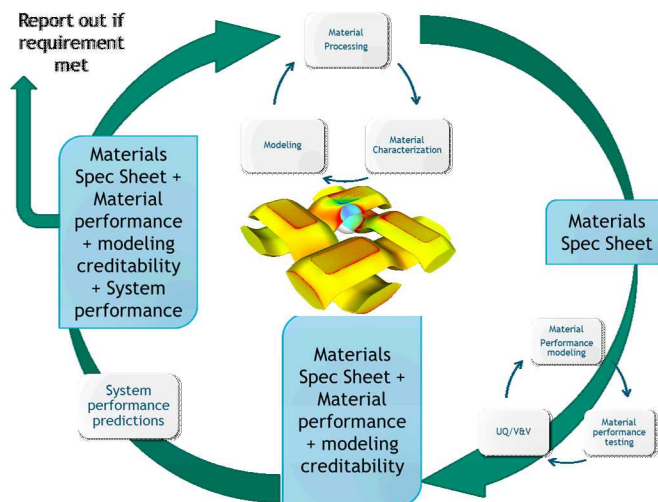 Report out if
requirement
met
Material
Processing
Modeling
Material
Characterization
Materials
Spec Sheet +
Material
performance
+ modeling
creditability
+ System
performance
Materials
Spec Sheet
Material
Performance
modeling
UQ/V&V
Material
performance
testing
Materials
Spec Sheet +
Material
performance
+ modeling
creditability
System
performance
predictions